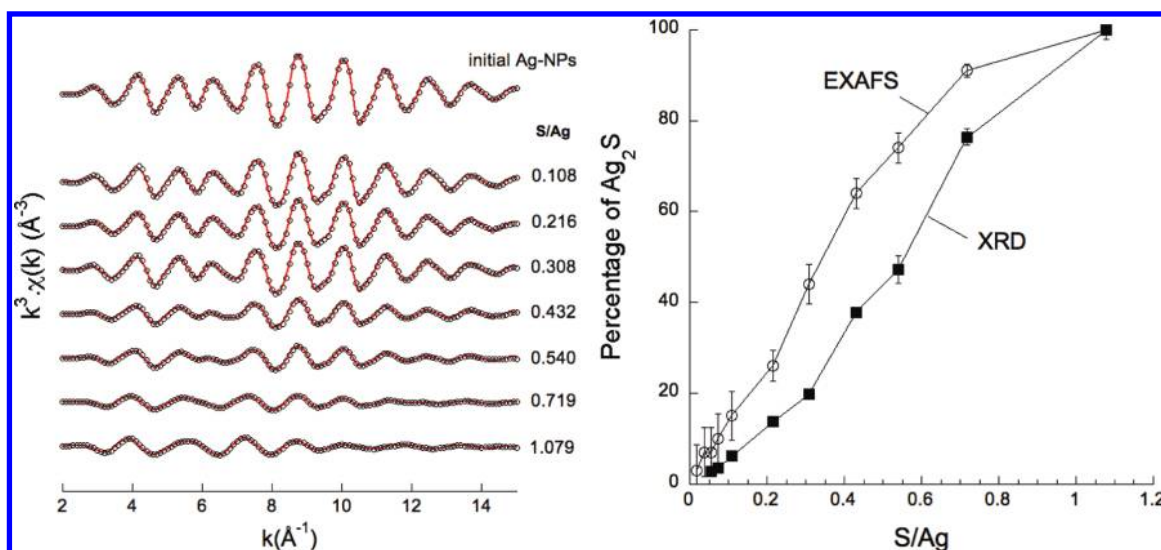 initial Ag-NPs
S/Ag
0.108
0.216
0.308
0.432
0.540
0.719
1.079
k³.χ(k) (Å⁻³)
2 4 6 8 10 12 14
k(Å⁻¹)
Percentage of Ag₂S
100
80
60
40
20
0
EXAFS
XRD
0 0.2 0.4 0.6 0.8 1 1.2
S/Ag